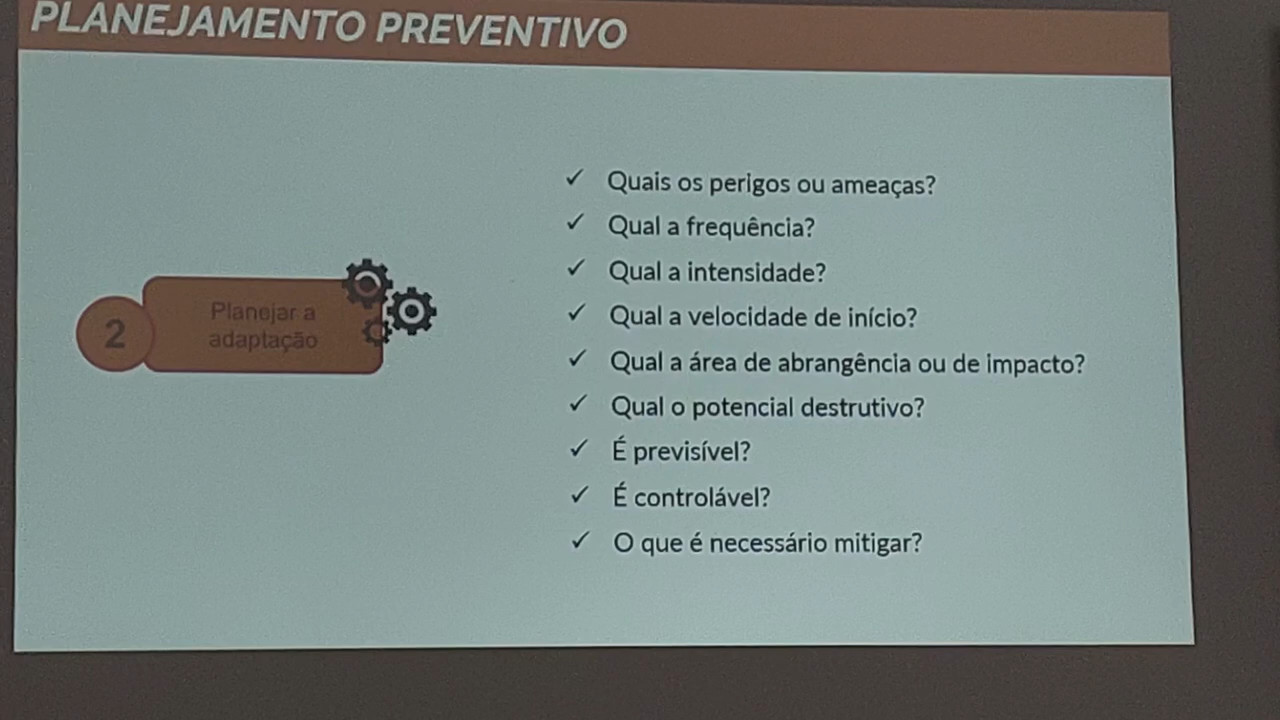 PLANEJAMENTO PREVENTIVO
2
Planejar a
adaptação
✓ Quais os perigos ou ameaças?
✓ Qual a frequência?
✓ Qual a intensidade?
✓ Qual a velocidade de início?
✓ Qual a área de abrangência ou de impacto?
✓ Qual o potencial destrutivo?
✓ É previsível?
✓ É controlável?
✓ O que é necessário mitigar?